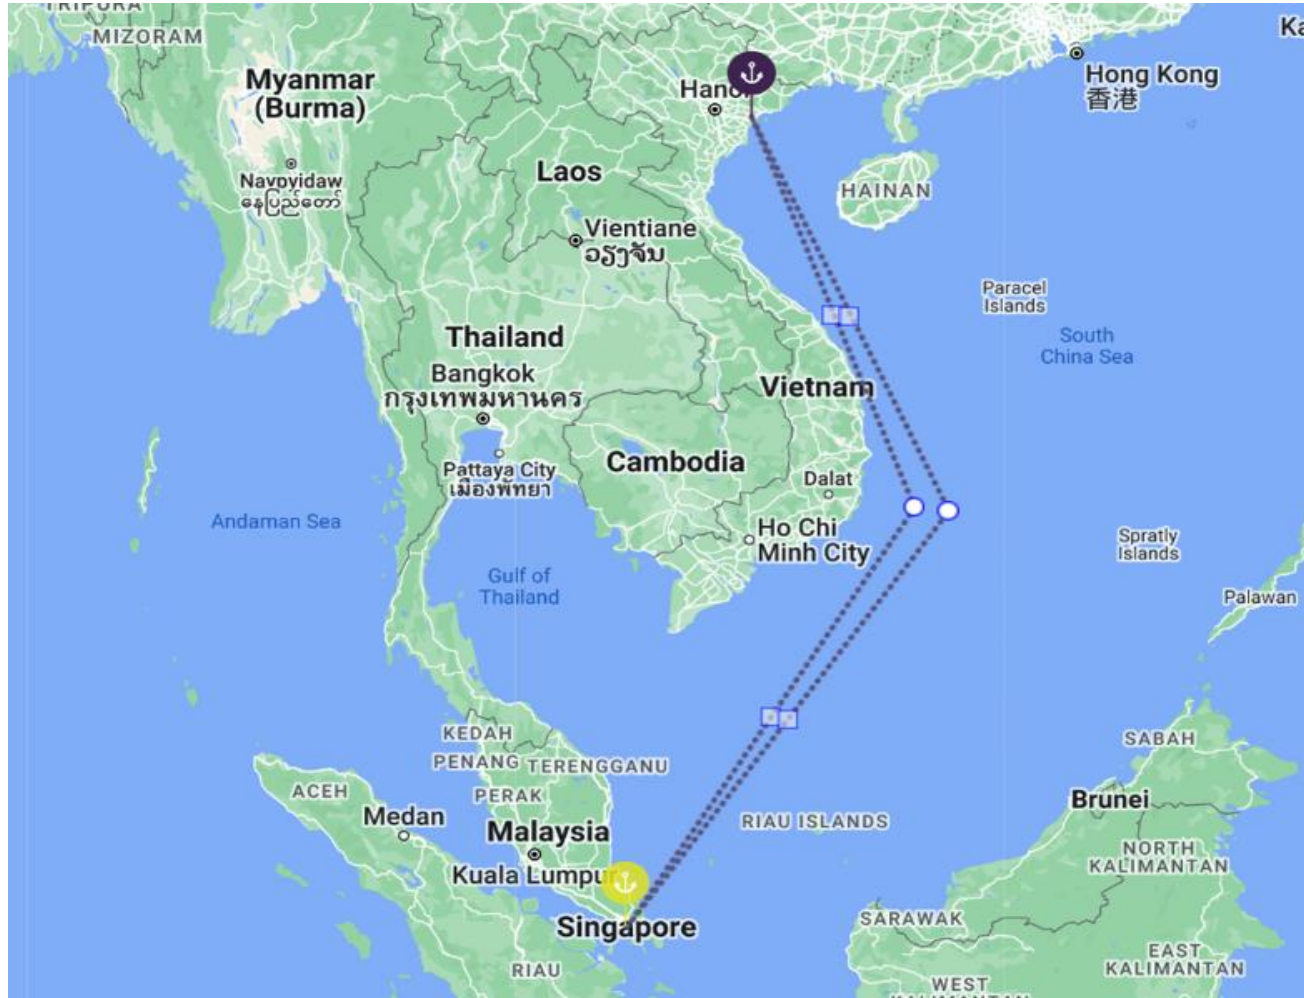 TRIPURA
MIZORAM
Myanmar
(Burma)
Naypyidaw
နေပြည်တော်
Hanoi
Hong Kong
香港
Laos
HAINAN
Vientiane
ວຽງຈັນ
Paracel
Islands
South
China Sea
Thailand
Bangkok
กรุงเทพมหานคร
Vietnam
Pattaya City
เมืองพัทยา
Cambodia
Dalat
Andaman Sea
Ho Chi
Minh City
Spratly
Islands
Gulf of
Thailand
Palawan
KEDAH
PENANG
TERENGGANU
PERAK
SABAH
ACEH
Medan
Malaysia
Kuala Lumpur
RIAU ISLANDS
Brunei
NORTH
KALIMANTAN
Singapore
SARAWAK
RIAU
EAST
KALIMANTAN
WEST
KALIMANTAN